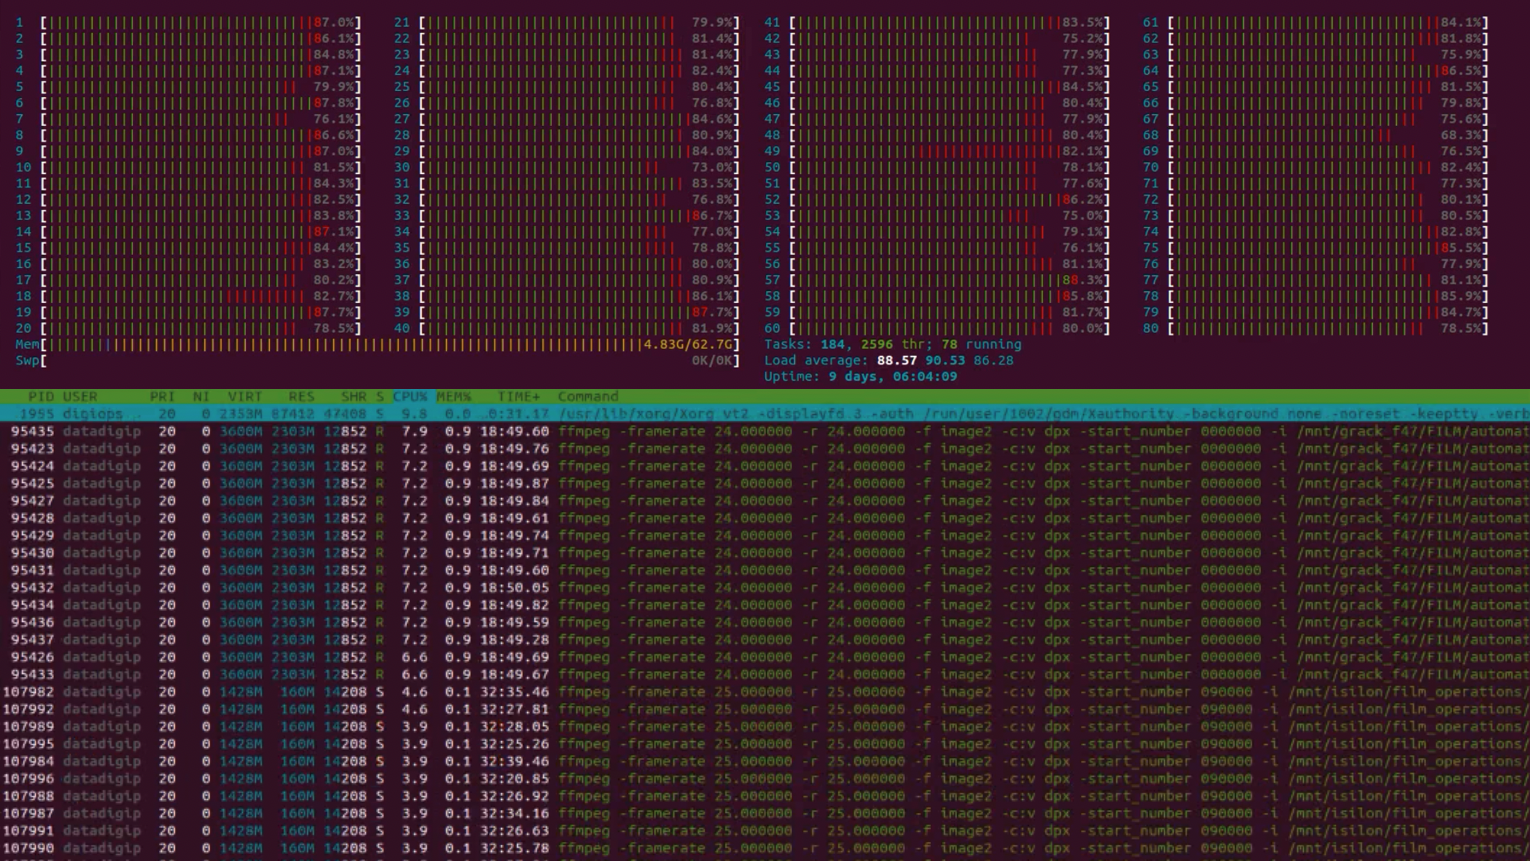 1 [87.0%] 21 [79.9%] 41 [83.5%] 61 [84.1%]
2 [86.1%] 22 [81.4%] 42 [75.2%] 62 [81.8%]
3 [84.8%] 23 [81.4%] 43 [77.9%] 63 [75.9%]
4 [87.1%] 24 [82.4%] 44 [77.3%] 64 [86.5%]
5 [79.9%] 25 [80.4%] 45 [84.5%] 65 [81.5%]
6 [87.8%] 26 [76.8%] 46 [80.4%] 66 [79.8%]
7 [76.1%] 27 [84.6%] 47 [77.9%] 67 [75.6%]
8 [86.6%] 28 [80.9%] 48 [80.4%] 68 [68.3%]
9 [87.0%] 29 [84.0%] 49 [82.1%] 69 [76.5%]
10 [81.5%] 30 [73.0%] 50 [78.1%] 70 [82.4%]
11 [84.3%] 31 [83.5%] 51 [77.6%] 71 [77.3%]
12 [82.5%] 32 [76.8%] 52 [86.2%] 72 [80.1%]
13 [83.8%] 33 [86.7%] 53 [75.0%] 73 [80.5%]
14 [87.1%] 34 [77.0%] 54 [79.1%] 74 [82.8%]
15 [84.4%] 35 [78.8%] 55 [76.1%] 75 [85.5%]
16 [83.2%] 36 [80.0%] 56 [81.1%] 76 [77.9%]
17 [80.2%] 37 [80.9%] 57 [88.3%] 77 [81.1%]
18 [82.7%] 38 [86.1%] 58 [85.8%] 78 [85.9%]
19 [87.7%] 39 [87.7%] 59 [81.7%] 79 [84.7%]
20 [78.5%] 40 [81.9%] 60 [80.0%] 80 [78.5%]
Mem[4.83G/62.7G] Tasks: 184, 2596 thr; 78 running
Swp[0K/0K] Load average: 88.57 90.53 86.28
Uptime: 9 days, 06:04:09
PID USER PRI NI VIRT RES SHR S CPU% MEM% TIME+ Command
1955 digiops 20 0 2353M 87412 47408 S 9.8 0.0 0:21.17 /usr/lib/xorg/Xorg vt2 -displayfd 3 -auth /run/user/1002/gdm/Xauthority -background none -noreset -keeptty -verb
95435 datadigip 20 0 3600M 2303M 12852 R 7.9 0.9 18:49.60 ffmpeg -framerate 24.000000 -r 24.000000 -f image2 -c:v dpx -start_number 0000000 -i /mnt/grack_f47/FILM/automat
95423 datadigip 20 0 3600M 2303M 12852 R 7.2 0.9 18:49.76 ffmpeg -framerate 24.000000 -r 24.000000 -f image2 -c:v dpx -start_number 0000000 -i /mnt/grack_f47/FILM/automat
95424 datadigip 20 0 3600M 2303M 12852 R 7.2 0.9 18:49.69 ffmpeg -framerate 24.000000 -r 24.000000 -f image2 -c:v dpx -start_number 0000000 -i /mnt/grack_f47/FILM/automat
95425 datadigip 20 0 3600M 2303M 12852 R 7.2 0.9 18:49.87 ffmpeg -framerate 24.000000 -r 24.000000 -f image2 -c:v dpx -start_number 0000000 -i /mnt/grack_f47/FILM/automat
95427 datadigip 20 0 3600M 2303M 12852 R 7.2 0.9 18:49.84 ffmpeg -framerate 24.000000 -r 24.000000 -f image2 -c:v dpx -start_number 0000000 -i /mnt/grack_f47/FILM/automat
95428 datadigip 20 0 3600M 2303M 12852 R 7.2 0.9 18:49.61 ffmpeg -framerate 24.000000 -r 24.000000 -f image2 -c:v dpx -start_number 0000000 -i /mnt/grack_f47/FILM/automat
95429 datadigip 20 0 3600M 2303M 12852 R 7.2 0.9 18:49.74 ffmpeg -framerate 24.000000 -r 24.000000 -f image2 -c:v dpx -start_number 0000000 -i /mnt/grack_f47/FILM/automat
95430 datadigip 20 0 3600M 2303M 12852 R 7.2 0.9 18:49.71 ffmpeg -framerate 24.000000 -r 24.000000 -f image2 -c:v dpx -start_number 0000000 -i /mnt/grack_f47/FILM/automat
95431 datadigip 20 0 3600M 2303M 12852 R 7.2 0.9 18:49.60 ffmpeg -framerate 24.000000 -r 24.000000 -f image2 -c:v dpx -start_number 0000000 -i /mnt/grack_f47/FILM/automat
95432 datadigip 20 0 3600M 2303M 12852 R 7.2 0.9 18:50.05 ffmpeg -framerate 24.000000 -r 24.000000 -f image2 -c:v dpx -start_number 0000000 -i /mnt/grack_f47/FILM/automat
95434 datadigip 20 0 3600M 2303M 12852 R 7.2 0.9 18:49.82 ffmpeg -framerate 24.000000 -r 24.000000 -f image2 -c:v dpx -start_number 0000000 -i /mnt/grack_f47/FILM/automat
95436 datadigip 20 0 3600M 2303M 12852 R 7.2 0.9 18:49.59 ffmpeg -framerate 24.000000 -r 24.000000 -f image2 -c:v dpx -start_number 0000000 -i /mnt/grack_f47/FILM/automat
95437 datadigip 20 0 3600M 2303M 12852 R 7.2 0.9 18:49.28 ffmpeg -framerate 24.000000 -r 24.000000 -f image2 -c:v dpx -start_number 0000000 -i /mnt/grack_f47/FILM/automat
95426 datadigip 20 0 3600M 2303M 12852 R 6.6 0.9 18:49.69 ffmpeg -framerate 24.000000 -r 24.000000 -f image2 -c:v dpx -start_number 0000000 -i /mnt/grack_f47/FILM/automat
95433 datadigip 20 0 3600M 2303M 12852 R 6.6 0.9 18:49.67 ffmpeg -framerate 24.000000 -r 24.000000 -f image2 -c:v dpx -start_number 0000000 -i /mnt/grack_f47/FILM/automat
107982 datadigip 20 0 1428M 160M 14208 S 4.6 0.1 32:35.46 ffmpeg -framerate 25.000000 -r 25.000000 -f image2 -c:v dpx -start_number 090000 -i /mnt/isilon/film_operations/
107992 datadigip 20 0 1428M 160M 14208 S 4.6 0.1 32:27.81 ffmpeg -framerate 25.000000 -r 25.000000 -f image2 -c:v dpx -start_number 090000 -i /mnt/isilon/film_operations/
107989 datadigip 20 0 1428M 160M 14208 S 3.9 0.1 32:28.05 ffmpeg -framerate 25.000000 -r 25.000000 -f image2 -c:v dpx -start_number 090000 -i /mnt/isilon/film_operations/
107995 datadigip 20 0 1428M 160M 14208 S 3.9 0.1 32:25.26 ffmpeg -framerate 25.000000 -r 25.000000 -f image2 -c:v dpx -start_number 090000 -i /mnt/isilon/film_operations/
107984 datadigip 20 0 1428M 160M 14208 S 3.9 0.1 32:39.46 ffmpeg -framerate 25.000000 -r 25.000000 -f image2 -c:v dpx -start_number 090000 -i /mnt/isilon/film_operations/
107996 datadigip 20 0 1428M 160M 14208 S 3.9 0.1 32:20.85 ffmpeg -framerate 25.000000 -r 25.000000 -f image2 -c:v dpx -start_number 090000 -i /mnt/isilon/film_operations/
107988 datadigip 20 0 1428M 160M 14208 S 3.9 0.1 32:26.92 ffmpeg -framerate 25.000000 -r 25.000000 -f image2 -c:v dpx -start_number 090000 -i /mnt/isilon/film_operations/
107987 datadigip 20 0 1428M 160M 14208 S 3.9 0.1 32:34.16 ffmpeg -framerate 25.000000 -r 25.000000 -f image2 -c:v dpx -start_number 090000 -i /mnt/isilon/film_operations/
107991 datadigip 20 0 1428M 160M 14208 S 3.9 0.1 32:26.63 ffmpeg -framerate 25.000000 -r 25.000000 -f image2 -c:v dpx -start_number 090000 -i /mnt/isilon/film_operations/
107990 datadigip 20 0 1428M 160M 14208 S 3.9 0.1 32:25.78 ffmpeg -framerate 25.000000 -r 25.000000 -f image2 -c:v dpx -start_number 090000 -i /mnt/isilon/film_operations/